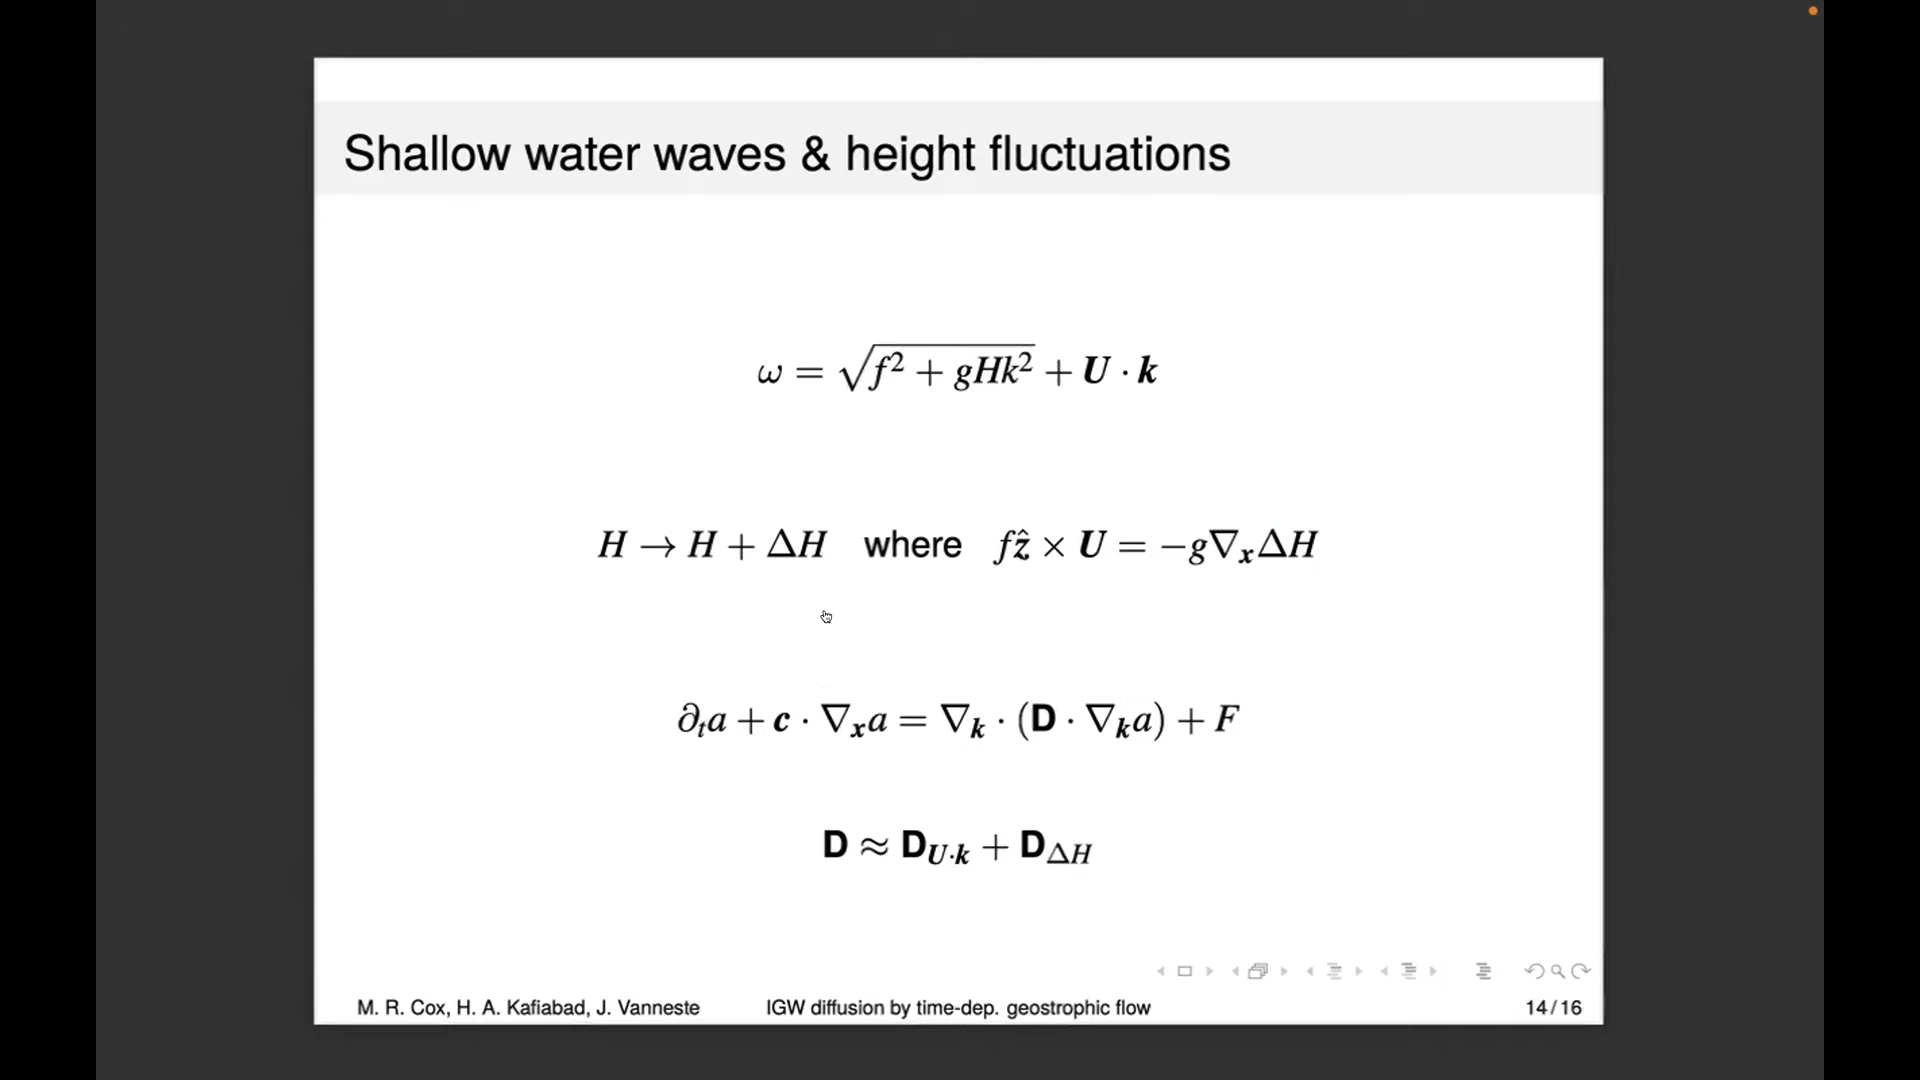 Shallow water waves & height fluctuations
ω = √(f² + gHk²) + U · k
H → H + ΔH where fẑ × U = −g∇ₓΔH
∂ₜa + c · ∇ₓa = ∇ₖ · (D · ∇ₖa) + F
D ≈ D_{U·k} + D_{ΔH}
M. R. Cox, H. A. Kafiabad, J. Vanneste IGW diffusion by time-dep. geostrophic flow 14/16